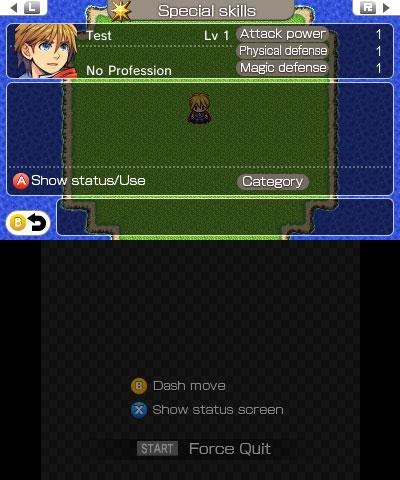 L Special skills R
Test Lv 1 Attack power 1
Physical defense 1
No Profession Magic defense 1
A Show status/Use Category
B
B Dash move
X Show status screen
START Force Quit